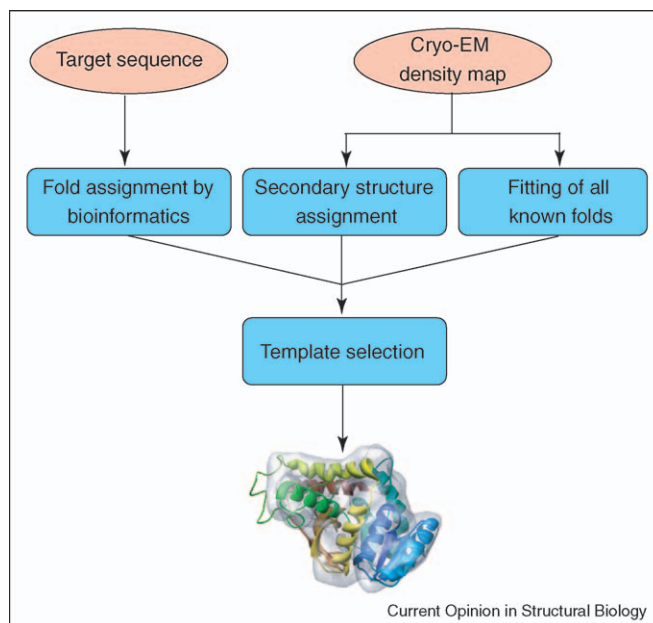 Target sequence
Cryo-EM
density map
Fold assignment by
bioinformatics
Secondary structure
assignment
Fitting of all
known folds
Template selection
Current Opinion in Structural Biology